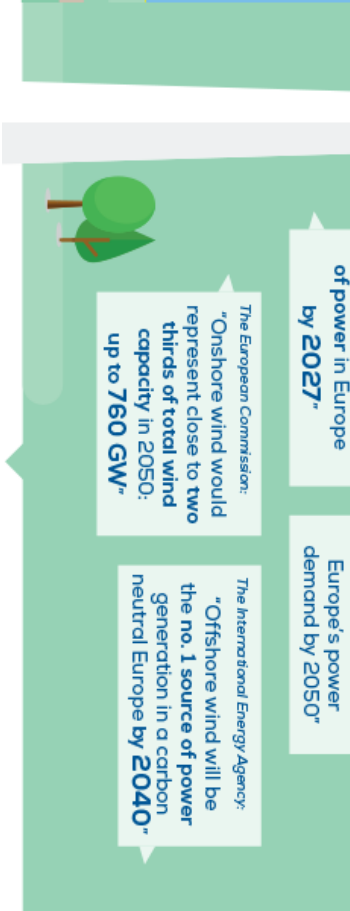 of power in Europe
by 2027"
Europe's power
demand by 2050"
The European Commission:
"Onshore wind would
represent close to two
thirds of total wind
capacity in 2050:
up to 760 GW"
The International Energy Agency:
"Offshore wind will be
the no. 1 source of power
generation in a carbon
neutral Europe by 2040"